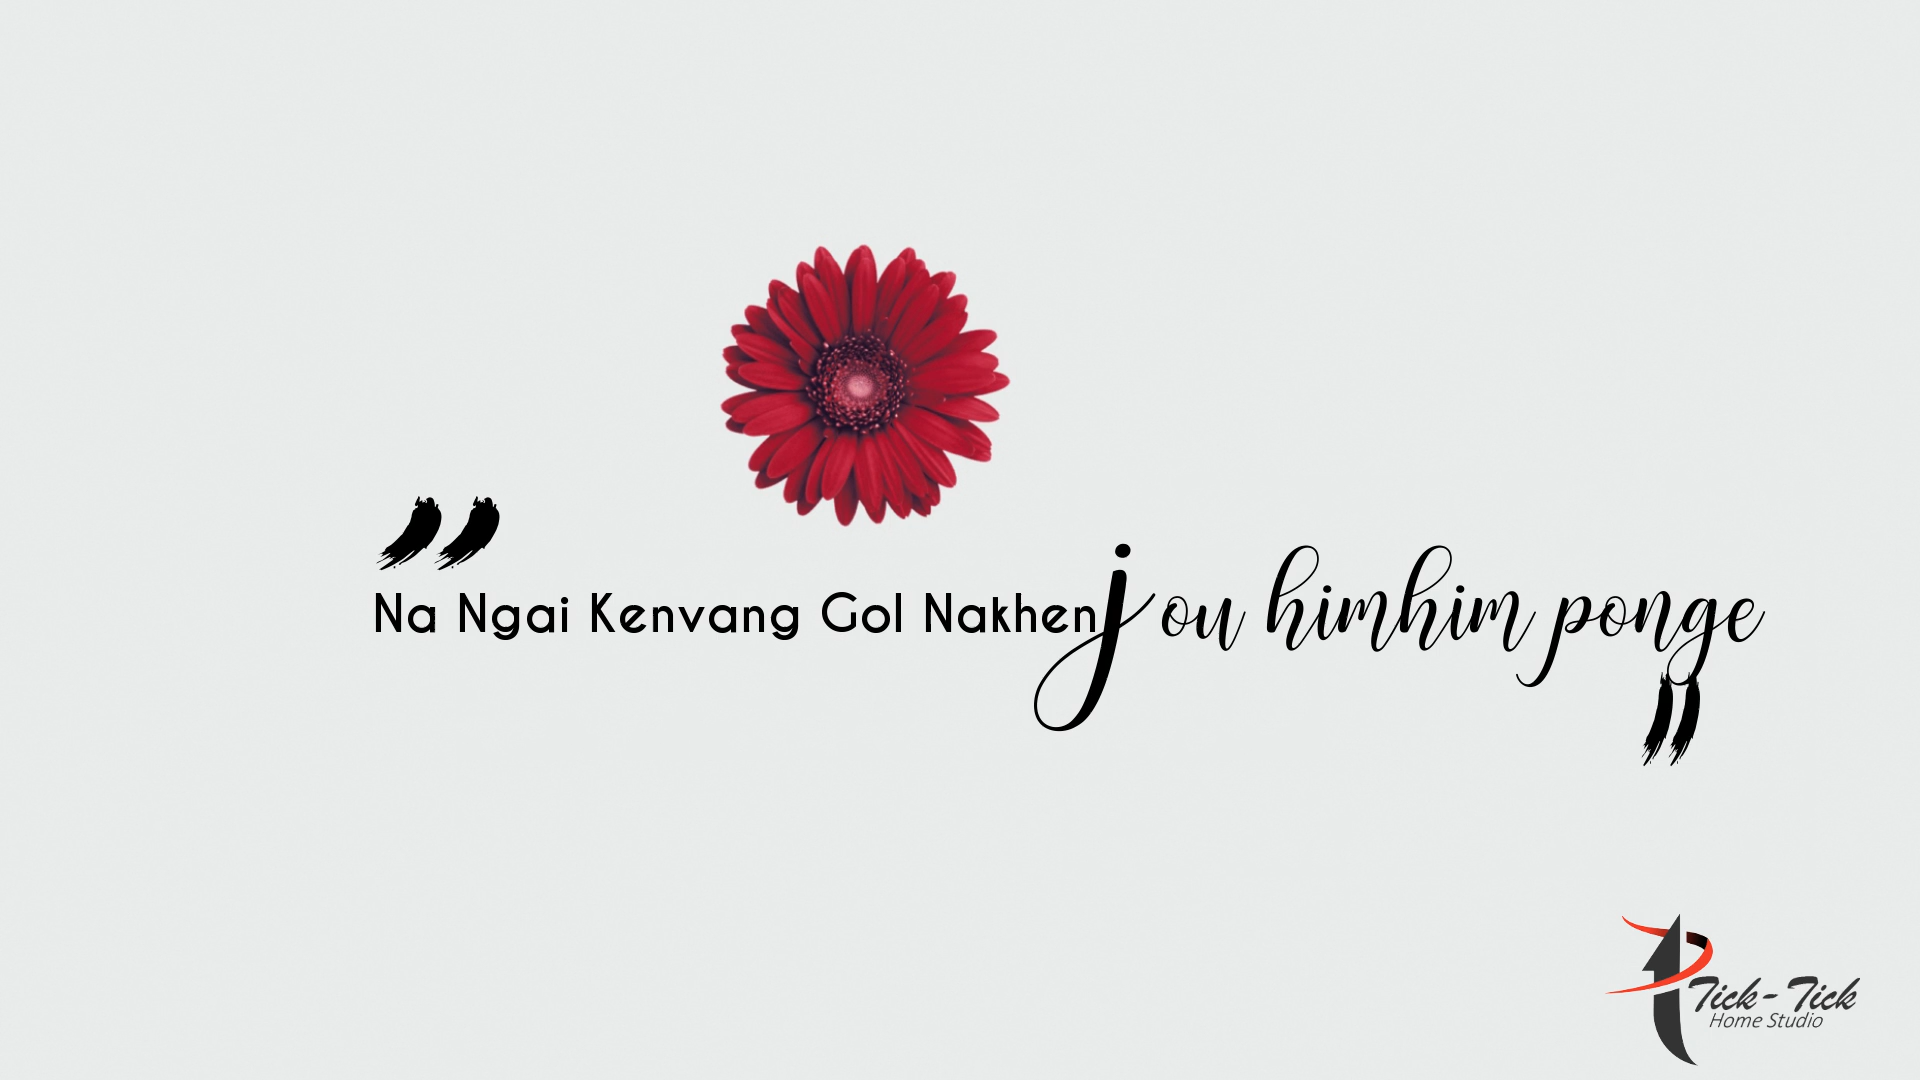 " Na Ngai Kenvang Gol Nakhen jou himhim ponge "
Tick-Tick
Home Studio